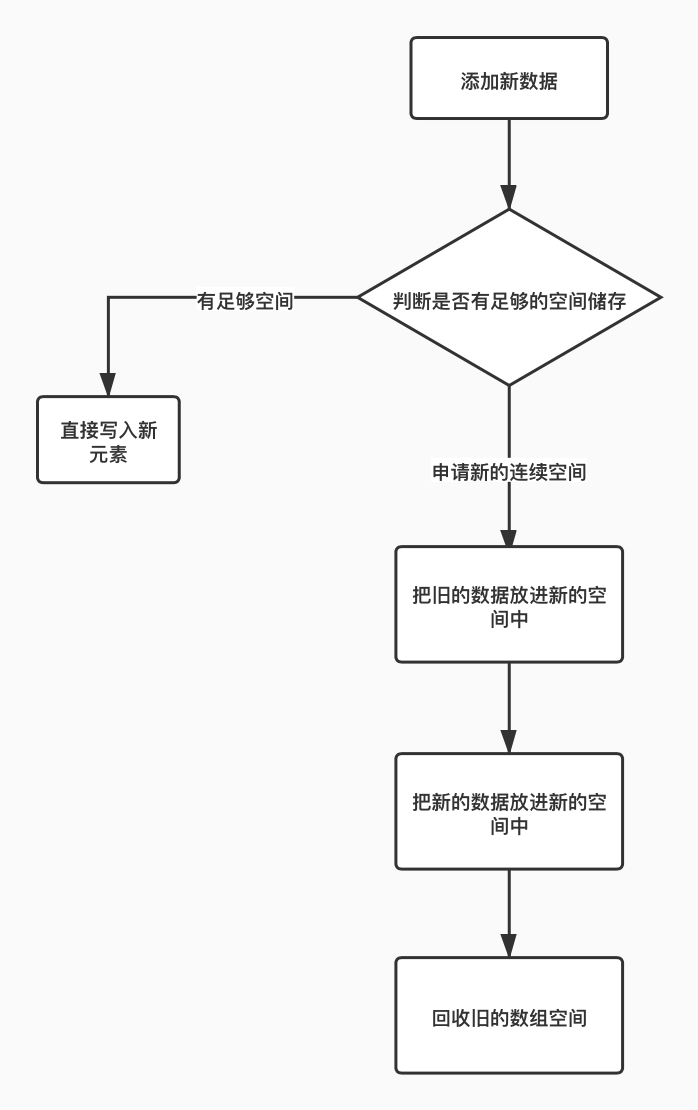 添加新数据
有足够空间
判断是否有足够的空间储存
直接写入新
元素
申请新的连续空间
把旧的数据放进新的空
间中
把新的数据放进新的空
间中
回收旧的数组空间